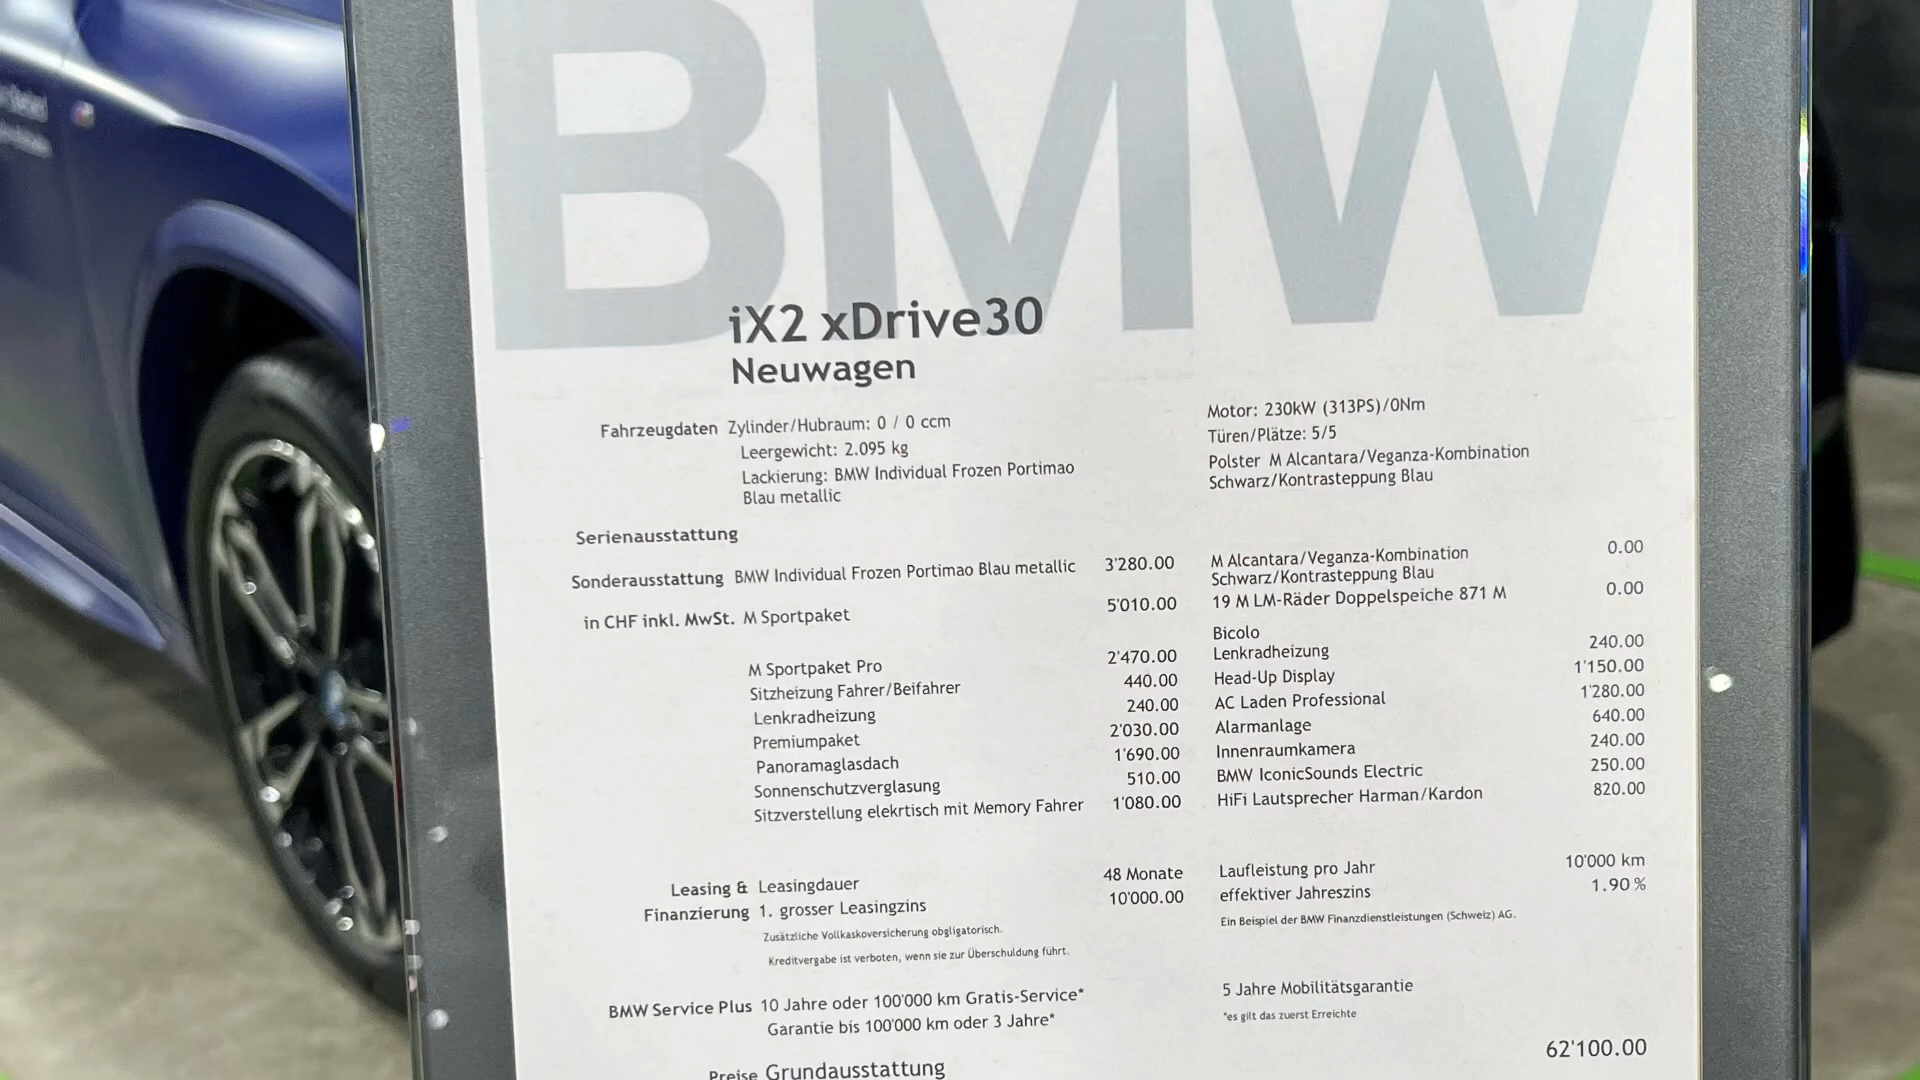 BMW
iX2 xDrive30
Neuwagen
Fahrzeugdaten Zylinder/Hubraum: 0 / 0 ccm Motor: 230kW (313PS)/0Nm
Leergewicht: 2.095 kg Türen/Plätze: 5/5
Lackierung: BMW Individual Frozen Portimao Polster M Alcantara/Veganza-Kombination
Blau metallic Schwarz/Kontrasteppung Blau
Serienausstattung
Sonderausstattung BMW Individual Frozen Portimao Blau metallic 3'280.00 M Alcantara/Veganza-Kombination 0.00
Schwarz/Kontrasteppung Blau
in CHF inkl. MwSt. M Sportpaket 5'010.00 19 M LM-Räder Doppelspeiche 871 M 0.00
Bicolo
M Sportpaket Pro 2'470.00 Lenkradheizung 240.00
Sitzheizung Fahrer/Beifahrer 440.00 Head-Up Display 1'150.00
Lenkradheizung 240.00 AC Laden Professional 1'280.00
Premiumpaket 2'030.00 Alarmanlage 640.00
Panoramaglasdach 1'690.00 Innenraumkamera 240.00
Sonnenschutzverglasung 510.00 BMW IconicSounds Electric 250.00
Sitzverstellung elekrtisch mit Memory Fahrer 1'080.00 HiFi Lautsprecher Harman/Kardon 820.00
Leasing & Leasingdauer 48 Monate Laufleistung pro Jahr 10'000 km
Finanzierung 1. grosser Leasingzins 10'000.00 effektiver Jahreszins 1.90 %
Zusätzliche Vollkaskoversicherung obgligatorisch. Ein Beispiel der BMW Finanzdienstleistungen (Schweiz) AG.
Kreditvergabe ist verboten, wenn sie zur Überschuldung führt.
BMW Service Plus 10 Jahre oder 100'000 km Gratis-Service* 5 Jahre Mobilitätsgarantie
Garantie bis 100'000 km oder 3 Jahre* *es gilt das zuerst Erreichte
Preise Grundausstattung 62'100.00